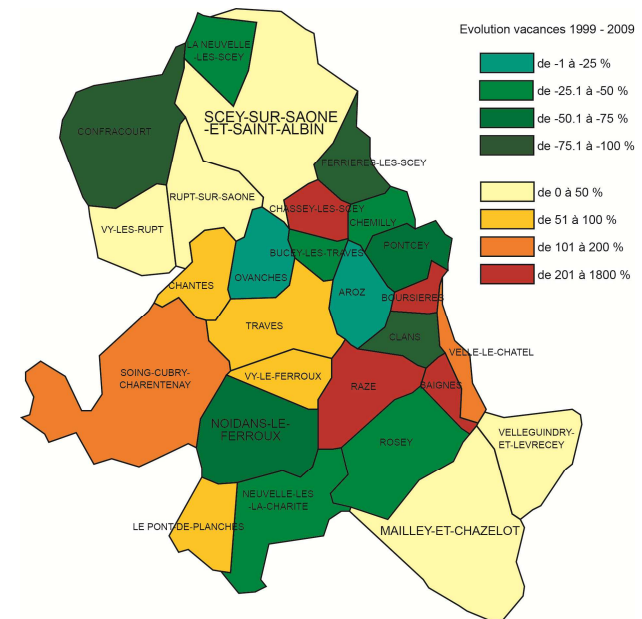 Evolution vacances 1999 - 2009
de -1 à -25 %
de -25.1 à -50 %
de -50.1 à -75 %
de -75.1 à -100 %
de 0 à 50 %
de 51 à 100 %
de 101 à 200 %
de 201 à 1800 %
LA NEUVELLE
-LES-SCEY
SCEY-SUR-SAONE
-ET-SAINT-ALBIN
CONFRACOURT
FERRIERES-LES-SCEY
RUPT-SUR-SAONE
CHASSEY-LES-SCEY
CHEMILLY
VY-LES-RUPT
PONTCEY
BUCEY-LES-TRAVES
OVANCHES
CHANTES
AROZ
BOURSIERES
TRAVES
CLANS
VELLE-LE-CHATEL
SOING-CUBRY-
CHARENTENAY
VY-LE-FERROUX
RAZE
BAIGNES
NOIDANS-LE-
FERROUX
VELLEGUINDRY-
ET-LEVRECEY
ROSEY
NEUVELLE-LES
-LA-CHARITE
LE PONT-DE-PLANCHES
MAILLEY-ET-CHAZELOT